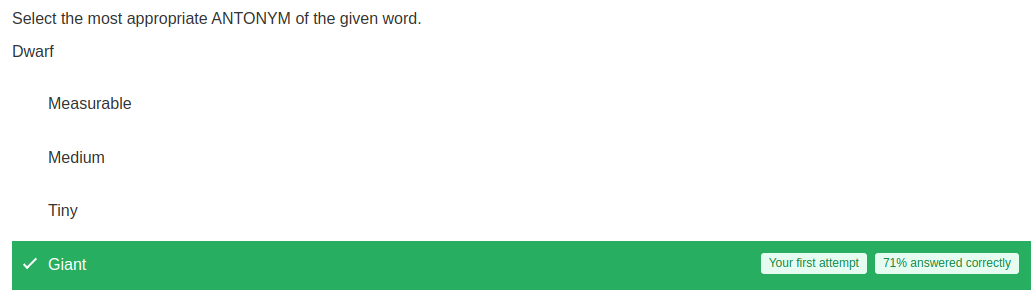 Select the most appropriate ANTONYM of the given word.
Dwarf
Measurable
Medium
Tiny
Giant Your first attempt 71% answered correctly